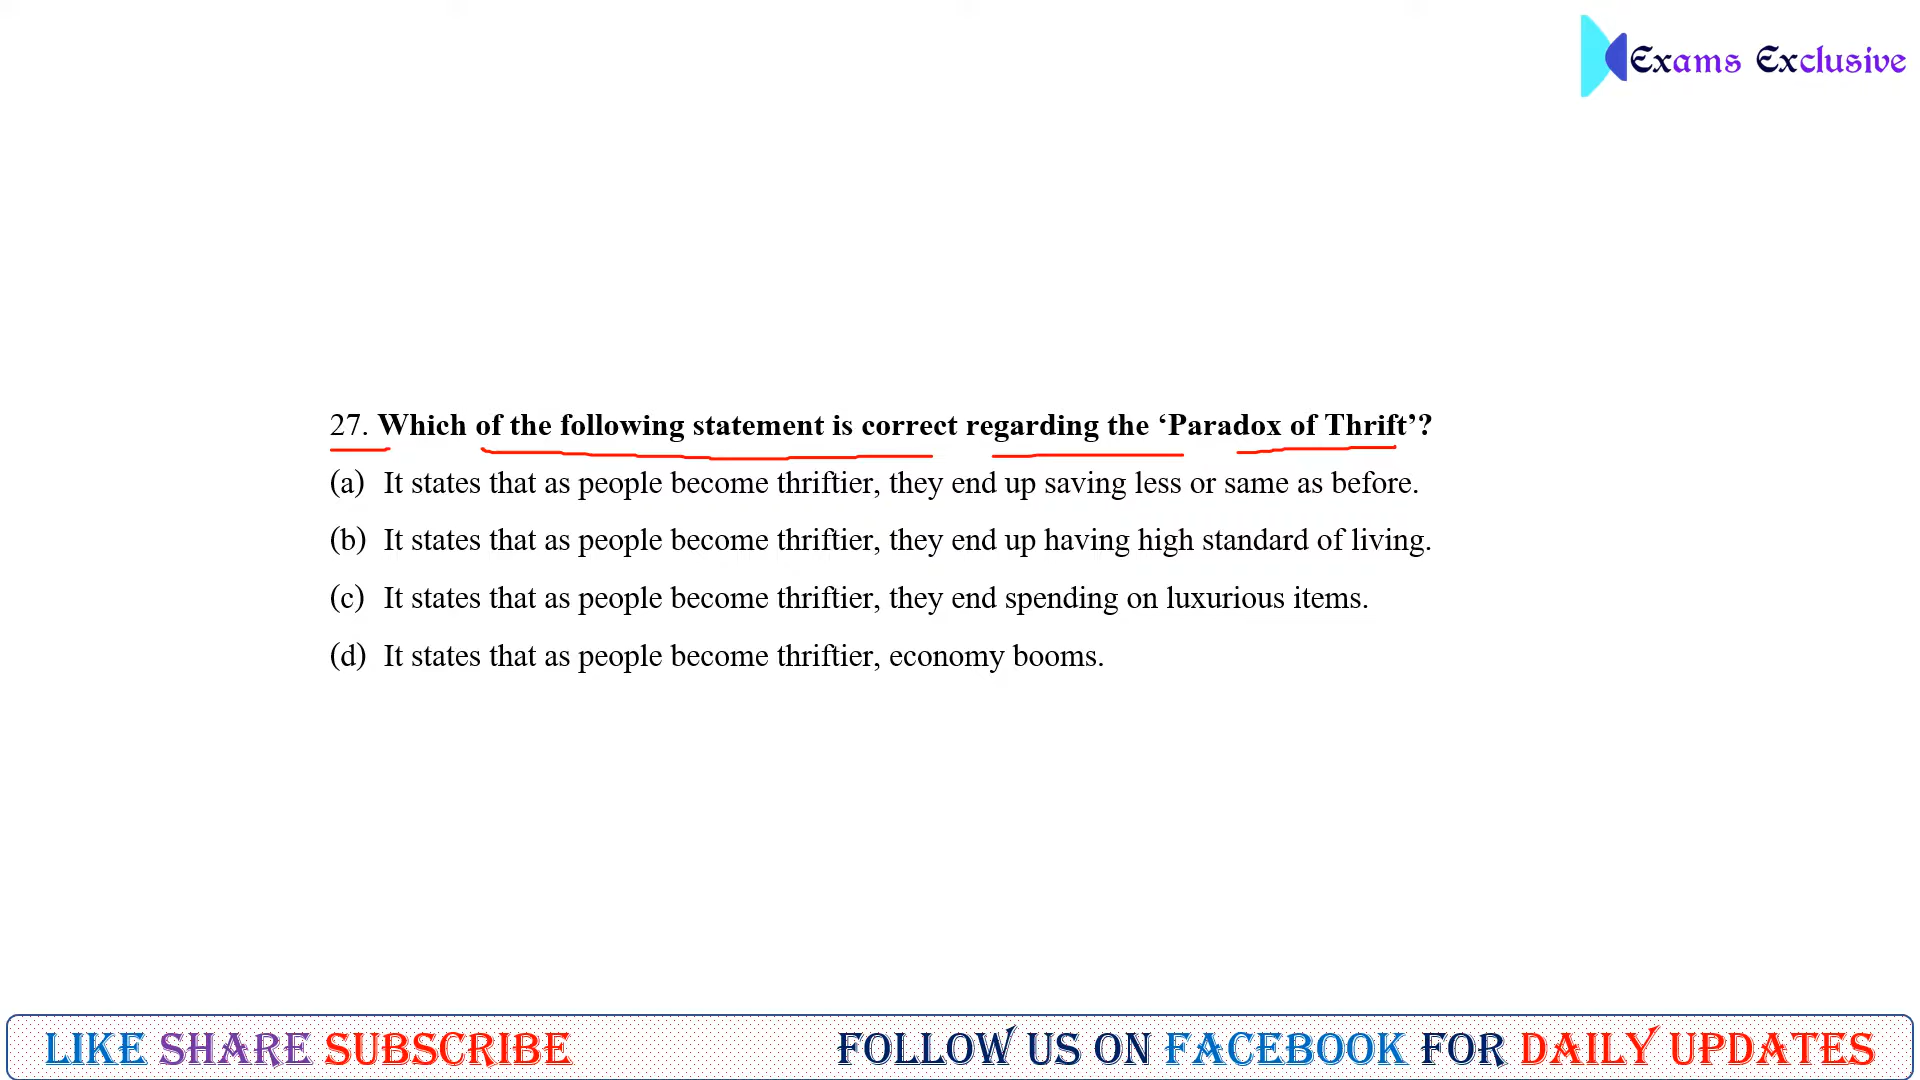 Exams Exclusive
27. Which of the following statement is correct regarding the ‘Paradox of Thrift’?
(a) It states that as people become thriftier, they end up saving less or same as before.
(b) It states that as people become thriftier, they end up having high standard of living.
(c) It states that as people become thriftier, they end spending on luxurious items.
(d) It states that as people become thriftier, economy booms.
LIKE SHARE SUBSCRIBE FOLLOW US ON FACEBOOK FOR DAILY UPDATES